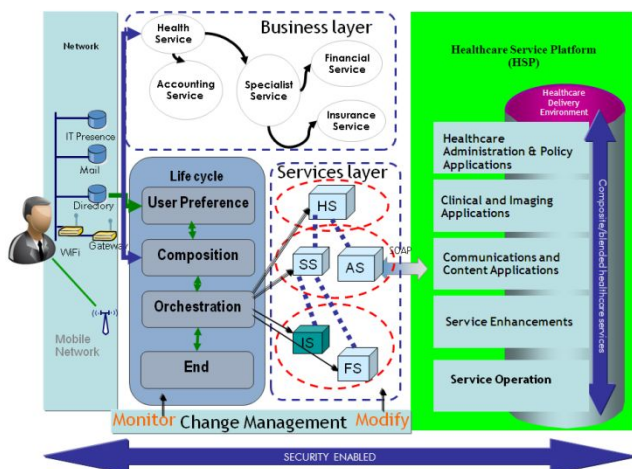 Network
IT Presence
Mail
Directory
WiFi
Gateway
Mobile
Network
Business layer
Health
Service
Accounting
Service
Specialist
Service
Financial
Service
Insurance
Service
Life cycle
User Preference
Composition
Orchestration
End
Services layer
HS
SS
AS
IS
FS
SOAP
Monitor
Change Management
Modify
Healthcare Service Platform
(HSP)
Healthcare
Delivery
Environment
Healthcare
Administration & Policy
Applications
Clinical and Imaging
Applications
Communications and
Content Applications
Service Enhancements
Service Operation
Composite/blended healthcare services
SECURITY ENABLED